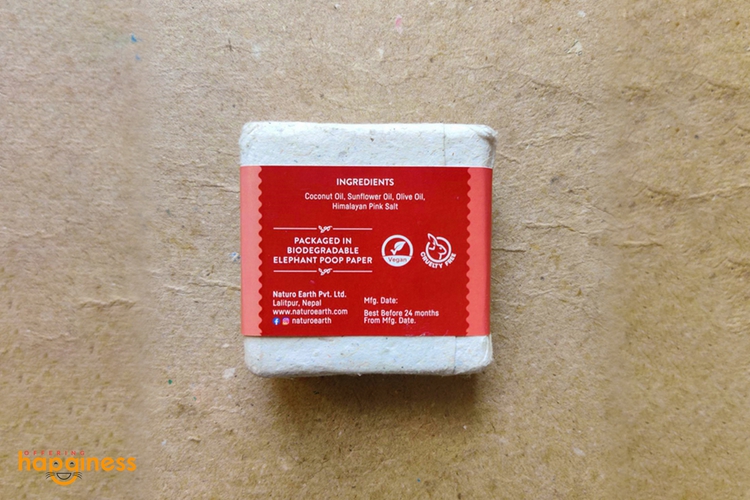 INGREDIENTS
Coconut Oil, Sunflower Oil, Olive Oil,
Himalayan Pink Salt
PACKAGED IN
BIODEGRADABLE
ELEPHANT POOP PAPER
Vegan
CRUELTY FREE
Naturo Earth Pvt. Ltd.
Lalitpur, Nepal
www.naturoearth.com
naturoearth
Mfg. Date:
Best Before 24 months
From Mfg. Date.
OFFERING
happiness